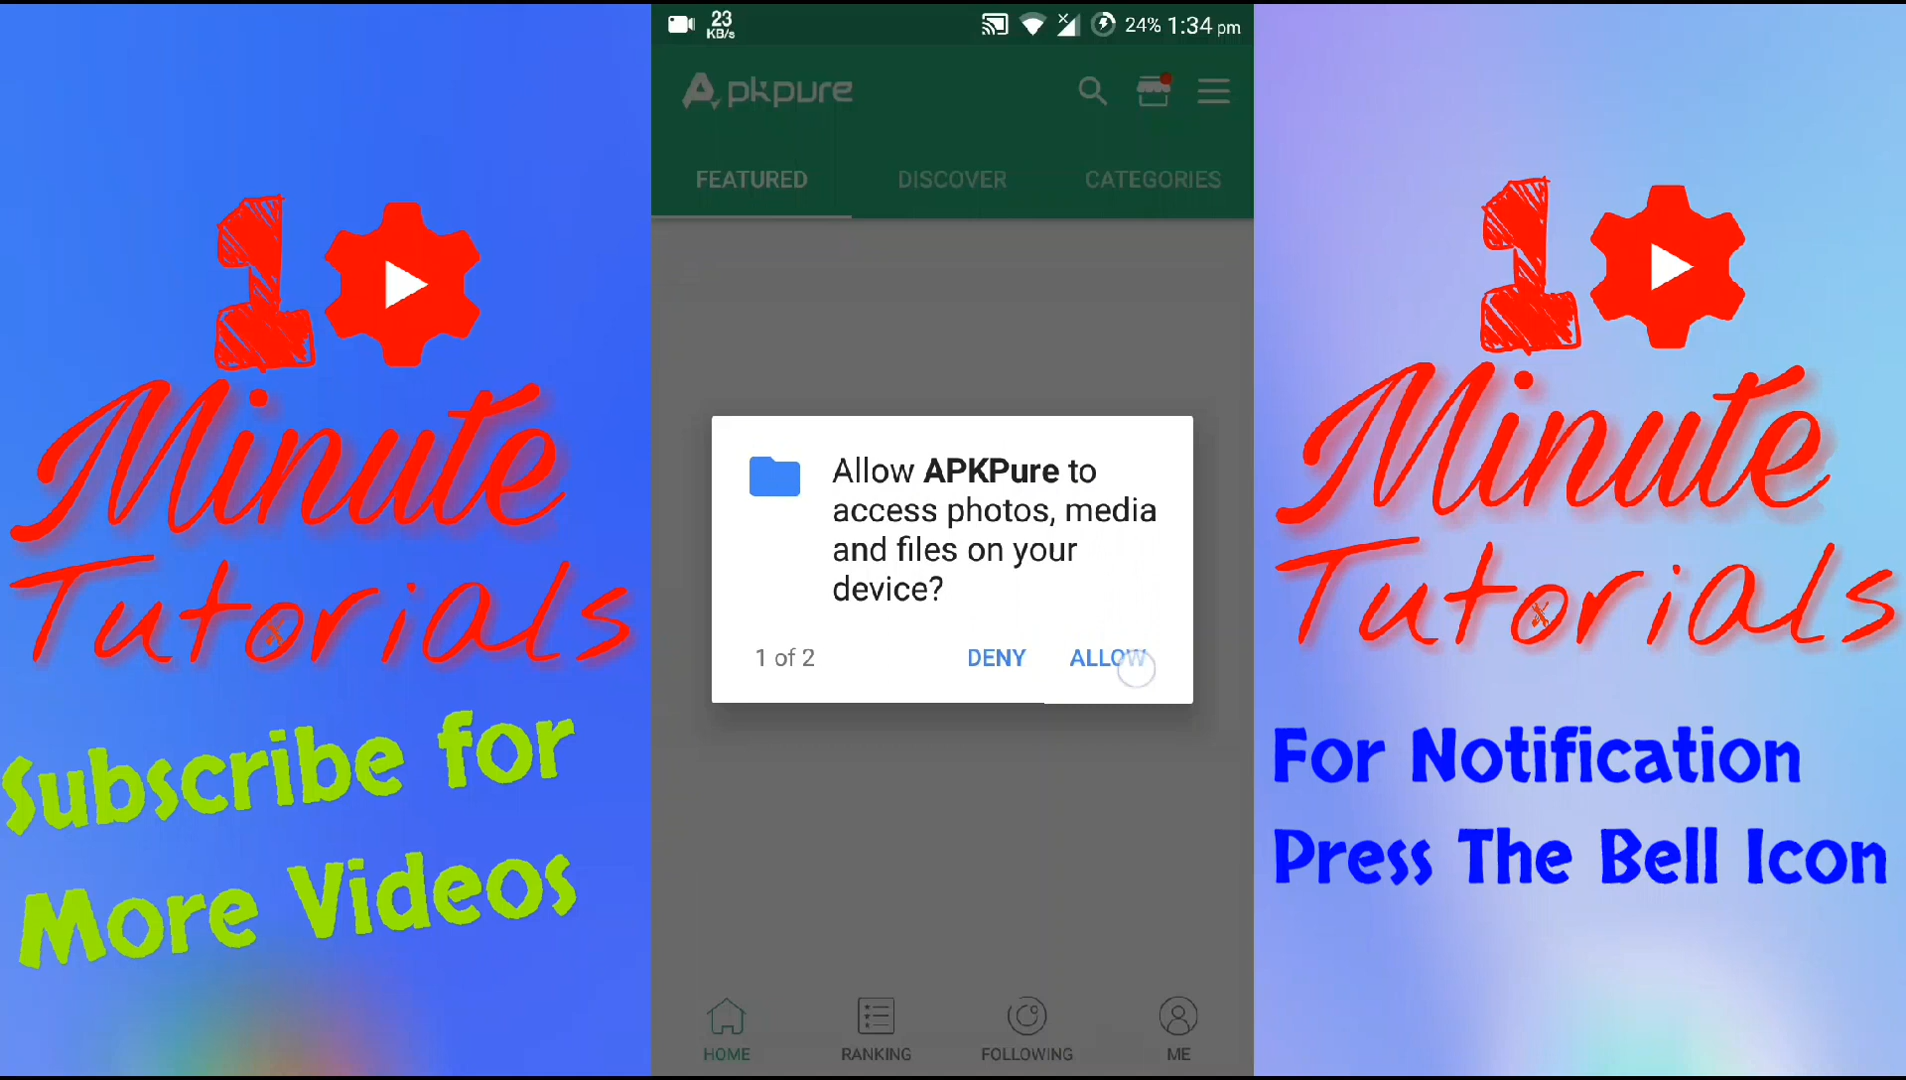 1
Minute
Tutorials
Subscribe for
More Videos
23
KB/s
24% 1:34 pm
Apkpure
FEATURED DISCOVER CATEGORIES
Allow APKPure to
access photos, media
and files on your
device?
1 of 2 DENY ALLOW
HOME RANKING FOLLOWING ME
1
Minute
Tutorials
For Notification
Press The Bell Icon